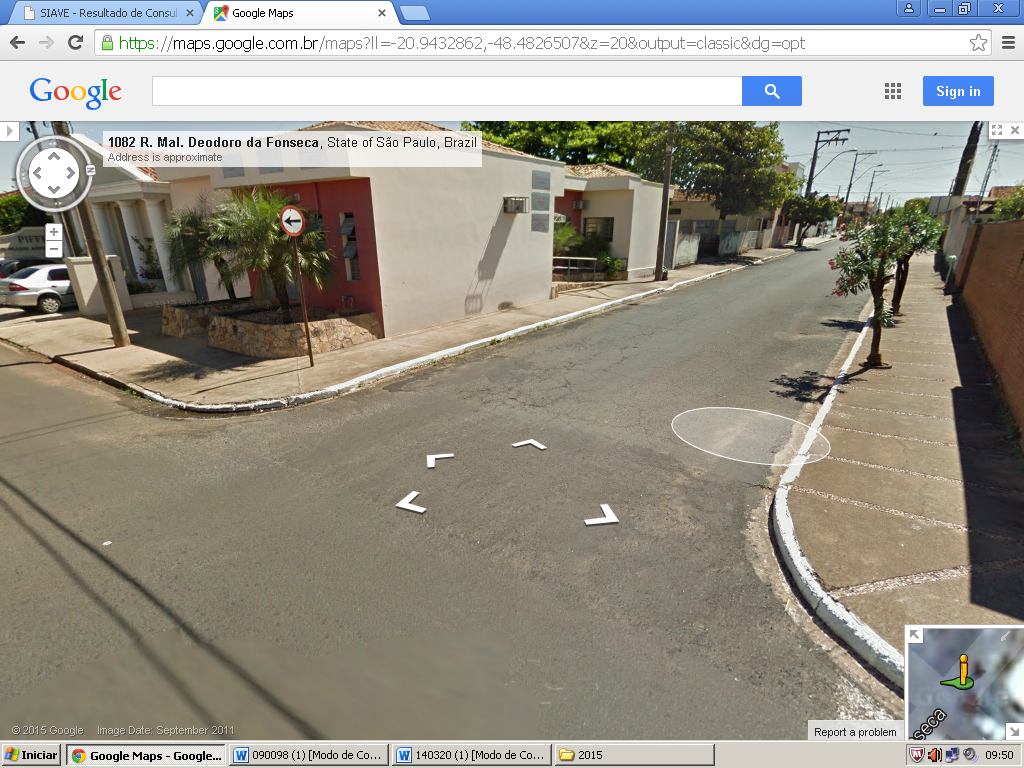 SIAVE - Resultado de Consul
Google Maps
https://maps.google.com.br/maps?ll=-20.9432862,-48.4826507&z=20&output=classic&dg=opt
Google
Sign in
1082 R. Mal. Deodoro da Fonseca, State of São Paulo, Brazil
Address is approximate
© 2015 Google Image Date: September 2011
Report a problem
seca
Iniciar
Google Maps - Google...
090098 (1) [Modo de Co...
140320 (1) [Modo de Co...
2015
09:50